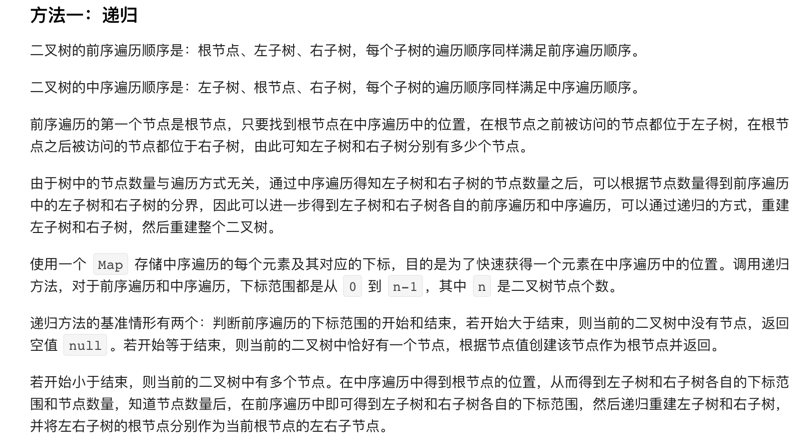 方法一：递归
二叉树的前序遍历顺序是：根节点、左子树、右子树，每个子树的遍历顺序同样满足前序遍历顺序。
二叉树的中序遍历顺序是：左子树、根节点、右子树，每个子树的遍历顺序同样满足中序遍历顺序。
前序遍历的第一个节点是根节点，只要找到根节点在中序遍历中的位置，在根节点之前被访问的节点都位于左子树，在根节
点之后被访问的节点都位于右子树，由此可知左子树和右子树分别有多少个节点。
由于树中的节点数量与遍历方式无关，通过中序遍历得知左子树和右子树的节点数量之后，可以根据节点数量得到前序遍历
中的左子树和右子树的分界，因此可以进一步得到左子树和右子树各自的前序遍历和中序遍历，可以通过递归的方式，重建
左子树和右子树，然后重建整个二叉树。
使用一个 Map 存储中序遍历的每个元素及其对应的下标，目的是为了快速获得一个元素在中序遍历中的位置。调用递归
方法，对于前序遍历和中序遍历，下标范围都是从 0 到 n-1，其中 n 是二叉树节点个数。
递归方法的基准情形有两个：判断前序遍历的下标范围的开始和结束，若开始大于结束，则当前的二叉树中没有节点，返回
空值 null。若开始等于结束，则当前的二叉树中恰好有一个节点，根据节点值创建该节点作为根节点并返回。
若开始小于结束，则当前的二叉树中有多个节点。在中序遍历中得到根节点的位置，从而得到左子树和右子树各自的下标范
围和节点数量，知道节点数量后，在前序遍历中即可得到左子树和右子树各自的下标范围，然后递归重建左子树和右子树，
并将左右子树的根节点分别作为当前根节点的左右子节点。